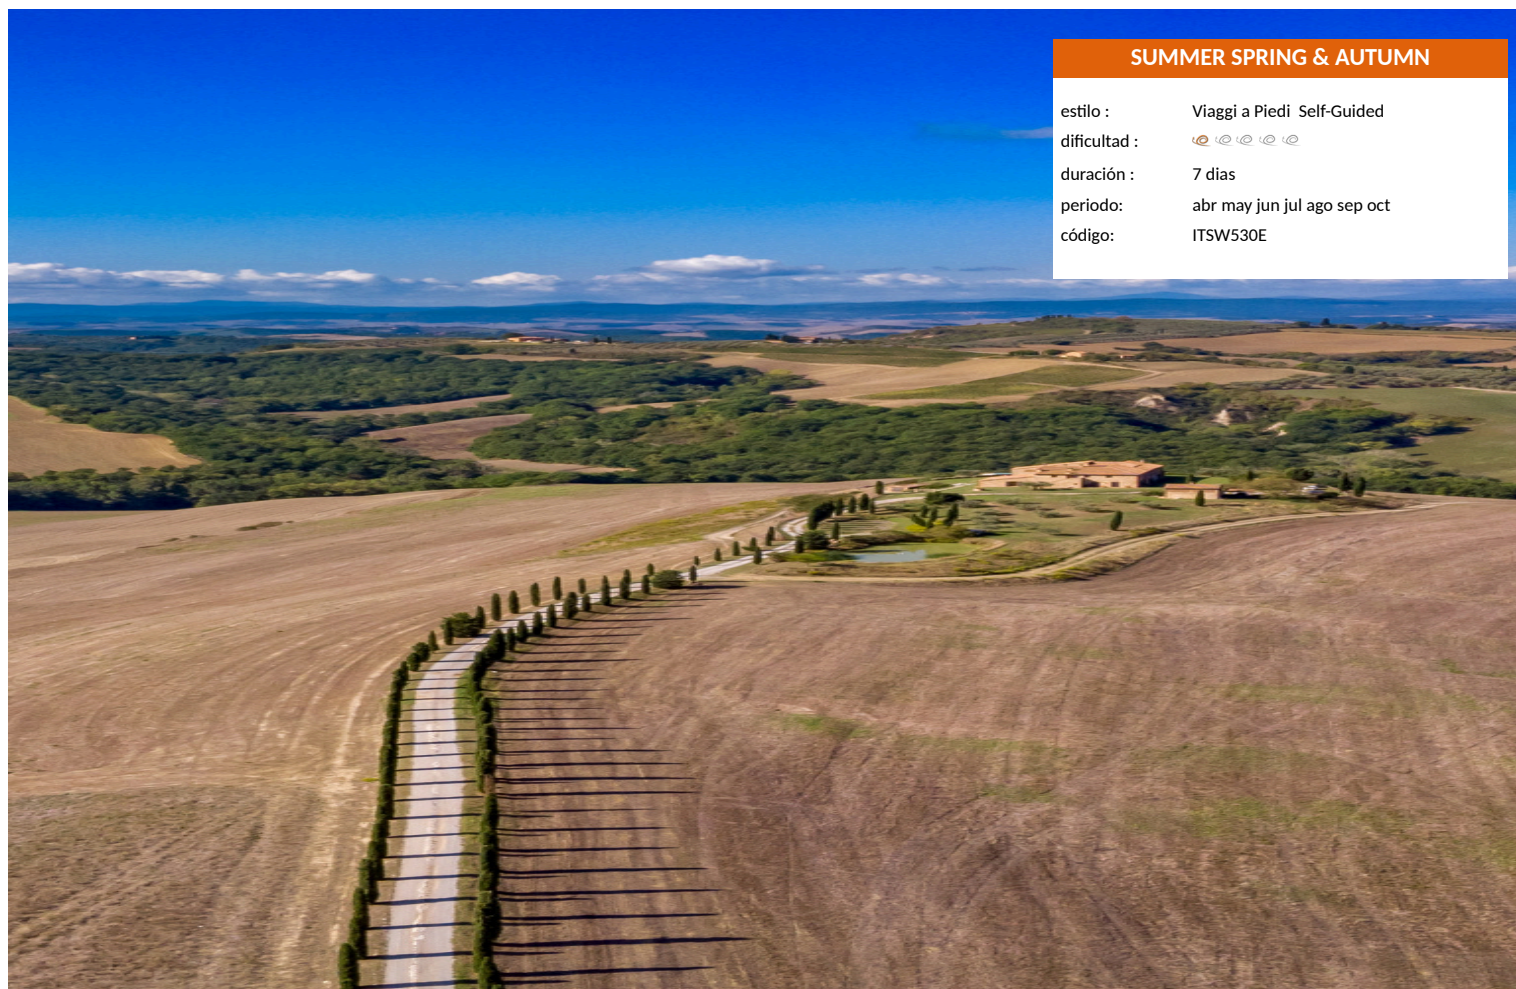 SUMMER SPRING & AUTUMN
estilo : Viaggi a Piedi Self-Guided
dificultad :
duración : 7 dias
periodo: abr may jun jul ago sep oct
código: ITSW530E